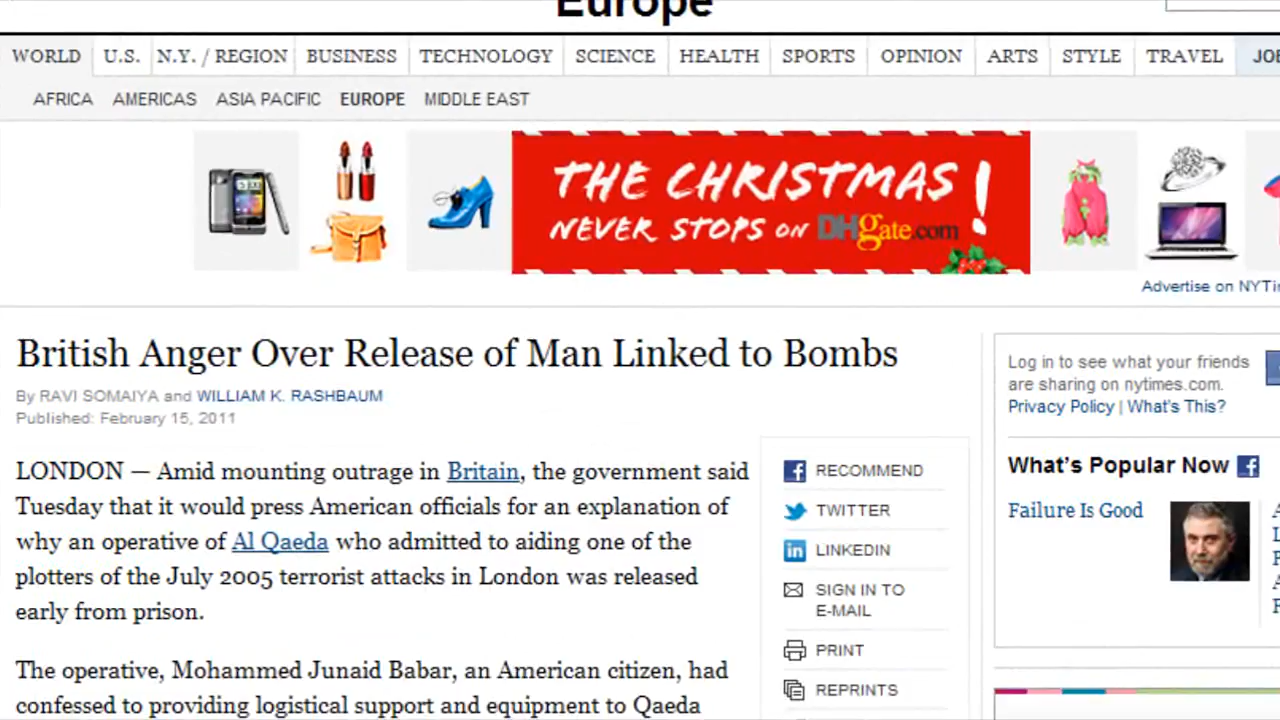 Europe
WORLD U.S. N.Y. / REGION BUSINESS TECHNOLOGY SCIENCE HEALTH SPORTS OPINION ARTS STYLE TRAVEL
AFRICA AMERICAS ASIA PACIFIC EUROPE MIDDLE EAST
THE CHRISTMAS!
NEVER STOPS ON DHgate.com
Advertise on
British Anger Over Release of Man Linked to Bombs
By RAVI SOMAIYA and WILLIAM K. RASHBAUM
Published: February 15, 2011
LONDON — Amid mounting outrage in Britain, the government said
Tuesday that it would press American officials for an explanation of
why an operative of Al Qaeda who admitted to aiding one of the
plotters of the July 2005 terrorist attacks in London was released
early from prison.
The operative, Mohammed Junaid Babar, an American citizen, had
confessed to providing logistical support and equipment to Qaeda
RECOMMEND
TWITTER
LINKEDIN
SIGN IN TO
E-MAIL
PRINT
REPRINTS
Log in to see what your friends
are sharing on nytimes.com.
Privacy Policy | What's This?
What's Popular Now
Failure Is Good